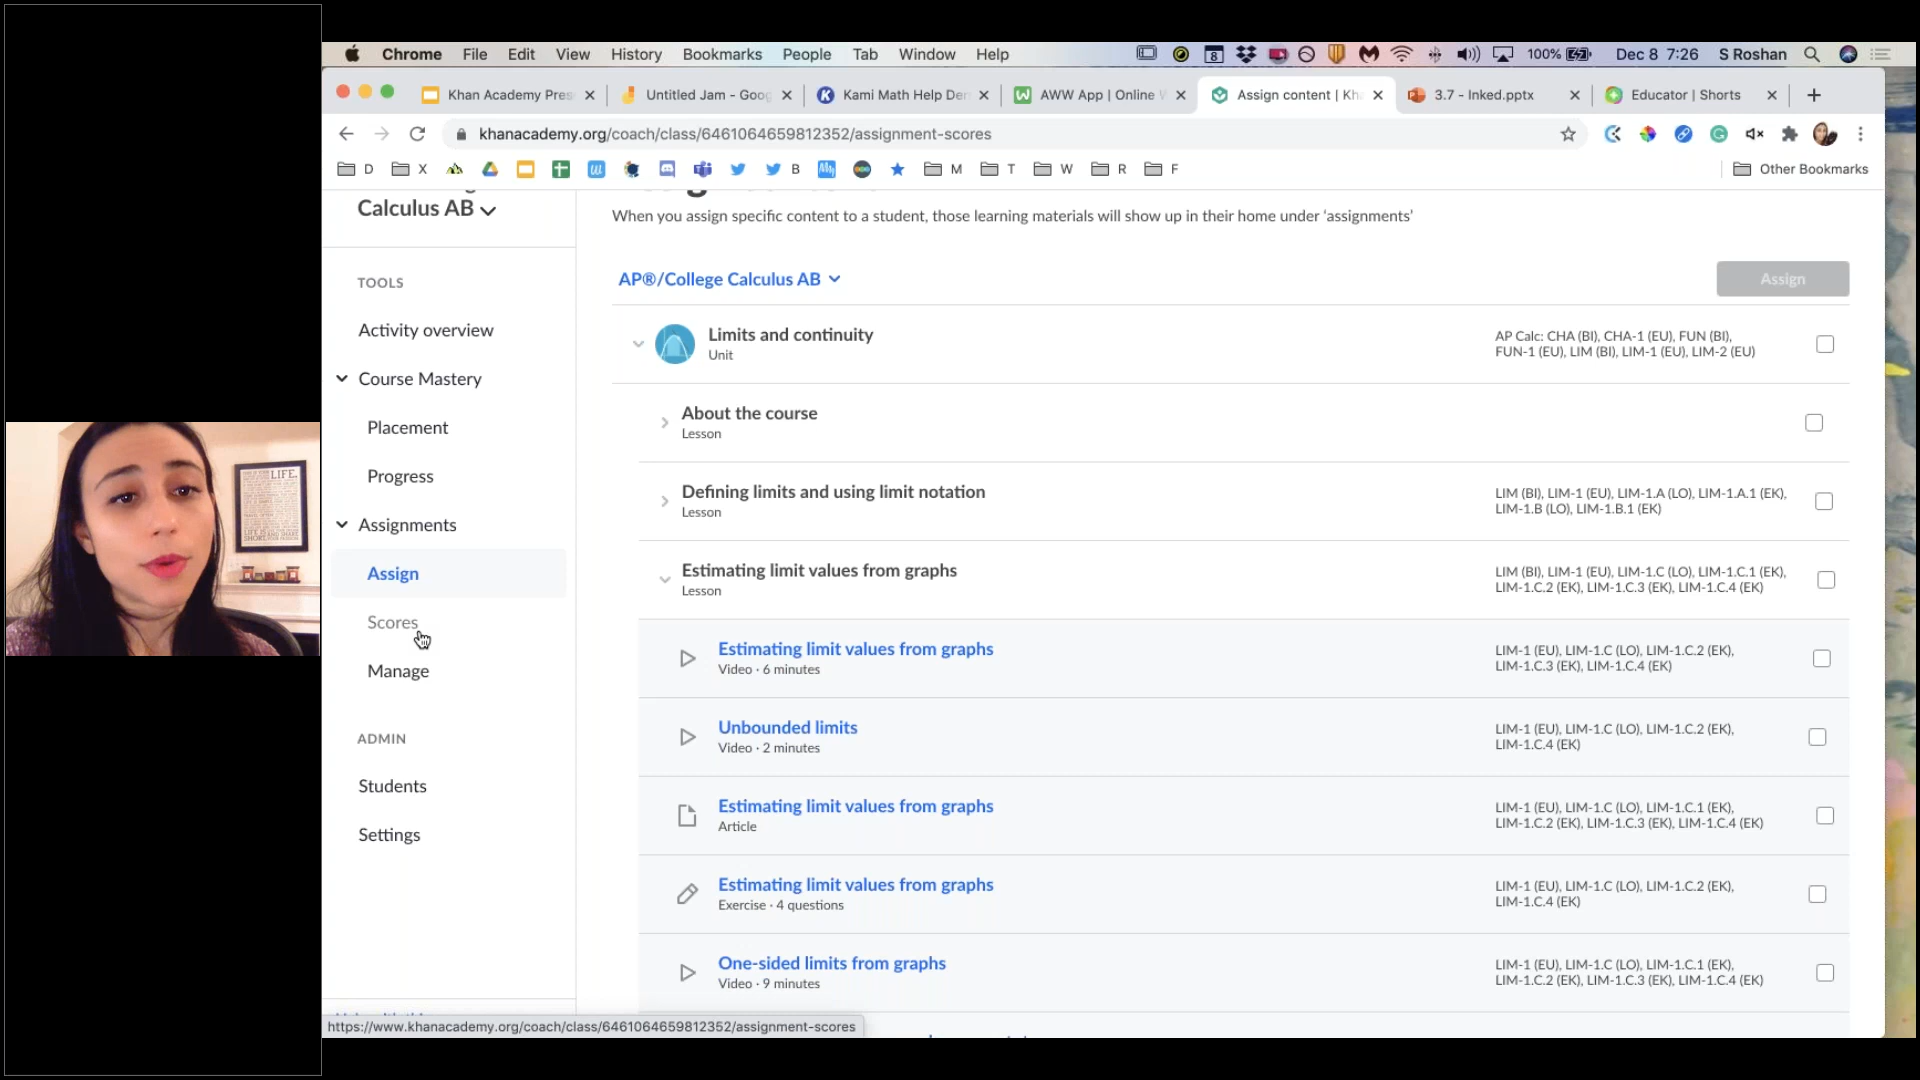 Chrome File Edit View History Bookmarks People Tab Window Help 8 100% Dec 8 7:26 S Roshan
Khan Academy Pres Untitled Jam - Goog Kami Math Help Der AWW App | Online Assign content | Kh 3.7 - Inked.pptx Educator | Shorts
khanacademy.org/coach/class/6461064659812352/assignment-scores
D X B M T W R F Other Bookmarks
Calculus AB
TOOLS
Activity overview
Course Mastery
Placement
Progress
Assignments
Assign
Scores
Manage
ADMIN
Students
Settings
When you assign specific content to a student, those learning materials will show up in their home under ‘assignments’
AP®/College Calculus AB
Assign
Limits and continuity
Unit
AP Calc: CHA (BI), CHA-1 (EU), FUN (BI),
FUN-1 (EU), LIM (BI), LIM-1 (EU), LIM-2 (EU)
About the course
Lesson
Defining limits and using limit notation
Lesson
LIM (BI), LIM-1 (EU), LIM-1.A (LO), LIM-1.A.1 (EK),
LIM-1.B (LO), LIM-1.B.1 (EK)
Estimating limit values from graphs
Lesson
LIM (BI), LIM-1 (EU), LIM-1.C (LO), LIM-1.C.1 (EK),
LIM-1.C.2 (EK), LIM-1.C.3 (EK), LIM-1.C.4 (EK)
Estimating limit values from graphs
Video · 6 minutes
LIM-1 (EU), LIM-1.C (LO), LIM-1.C.2 (EK),
LIM-1.C.3 (EK), LIM-1.C.4 (EK)
Unbounded limits
Video · 2 minutes
LIM-1 (EU), LIM-1.C (LO), LIM-1.C.2 (EK),
LIM-1.C.4 (EK)
Estimating limit values from graphs
Article
LIM-1 (EU), LIM-1.C (LO), LIM-1.C.1 (EK),
LIM-1.C.2 (EK), LIM-1.C.3 (EK), LIM-1.C.4 (EK)
Estimating limit values from graphs
Exercise · 4 questions
LIM-1 (EU), LIM-1.C (LO), LIM-1.C.2 (EK),
LIM-1.C.4 (EK)
One-sided limits from graphs
Video · 9 minutes
LIM-1 (EU), LIM-1.C (LO), LIM-1.C.1 (EK),
LIM-1.C.2 (EK), LIM-1.C.3 (EK), LIM-1.C.4 (EK)
https://www.khanacademy.org/coach/class/6461064659812352/assignment-scores
LIFE.